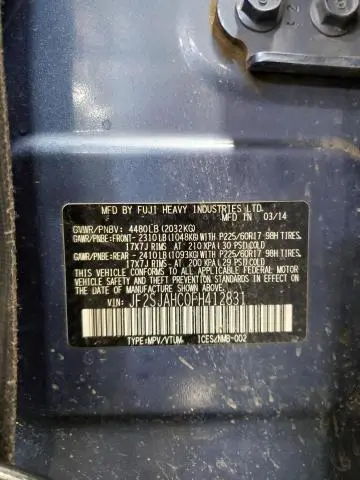 MFD BY FUJI HEAVY INDUSTRIES LTD.
MFD IN 03/14
GVWR/PNBV: 4480LB (2032KG)
GAWR/PNBE:FRONT- 2310LB (1048KG) WITH P225/60R17 98H TIRES,
17X7J RIMS AT 210 KPA (30 PSI) COLD
GAWR/PNBE:REAR - 2410LB (1093KG) WITH P225/60R17 98H TIRES,
17X7J RIMS AT 200 KPA (29 PSI) COLD
THIS VEHICLE CONFORMS TO ALL APPLICABLE FEDERAL MOTOR
VEHICLE SAFETY STANDARDS IN EFFECT ON THE DATE OF
MANUFACTURE SHOWN ABOVE.
VIN: JF2SJAHC0FH412831
TYPE:MPV/VTUM. ICES/NMB-002